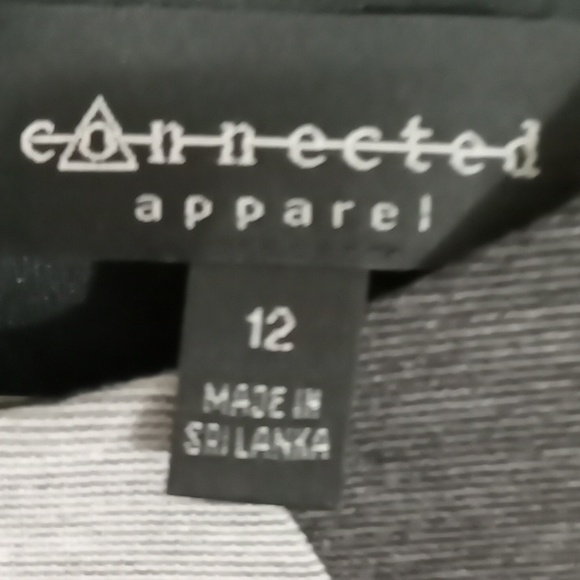 connected
apparel
12
MADE IN
SRI LANKA